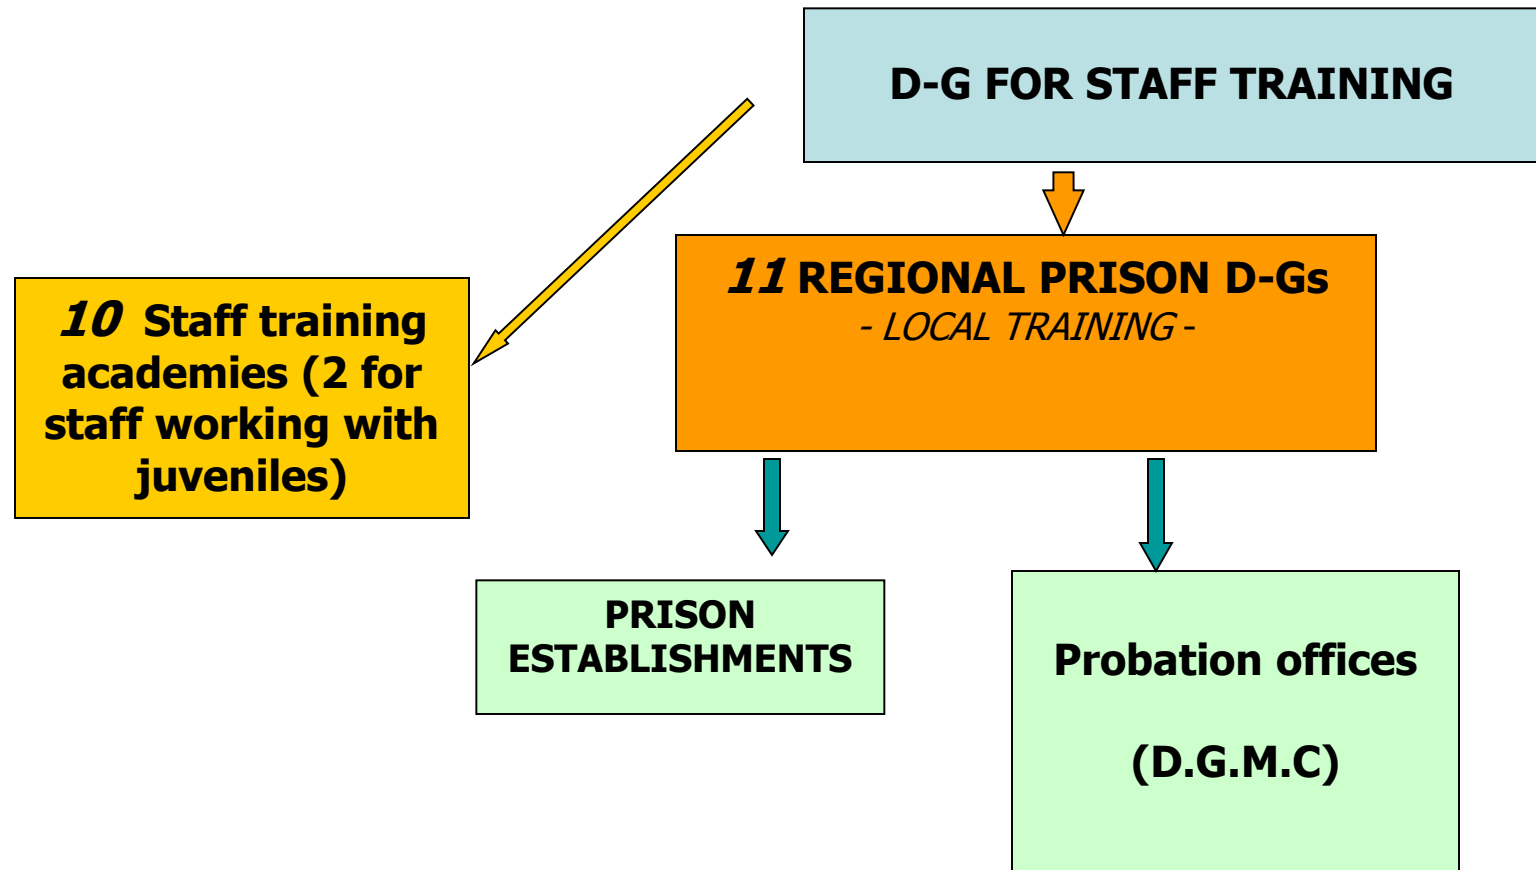 D-G FOR STAFF TRAINING
11 REGIONAL PRISON D-Gs
- LOCAL TRAINING -
10 Staff training
academies (2 for
staff working with
juveniles)
PRISON
ESTABLISHMENTS
Probation offices
(D.G.M.C)